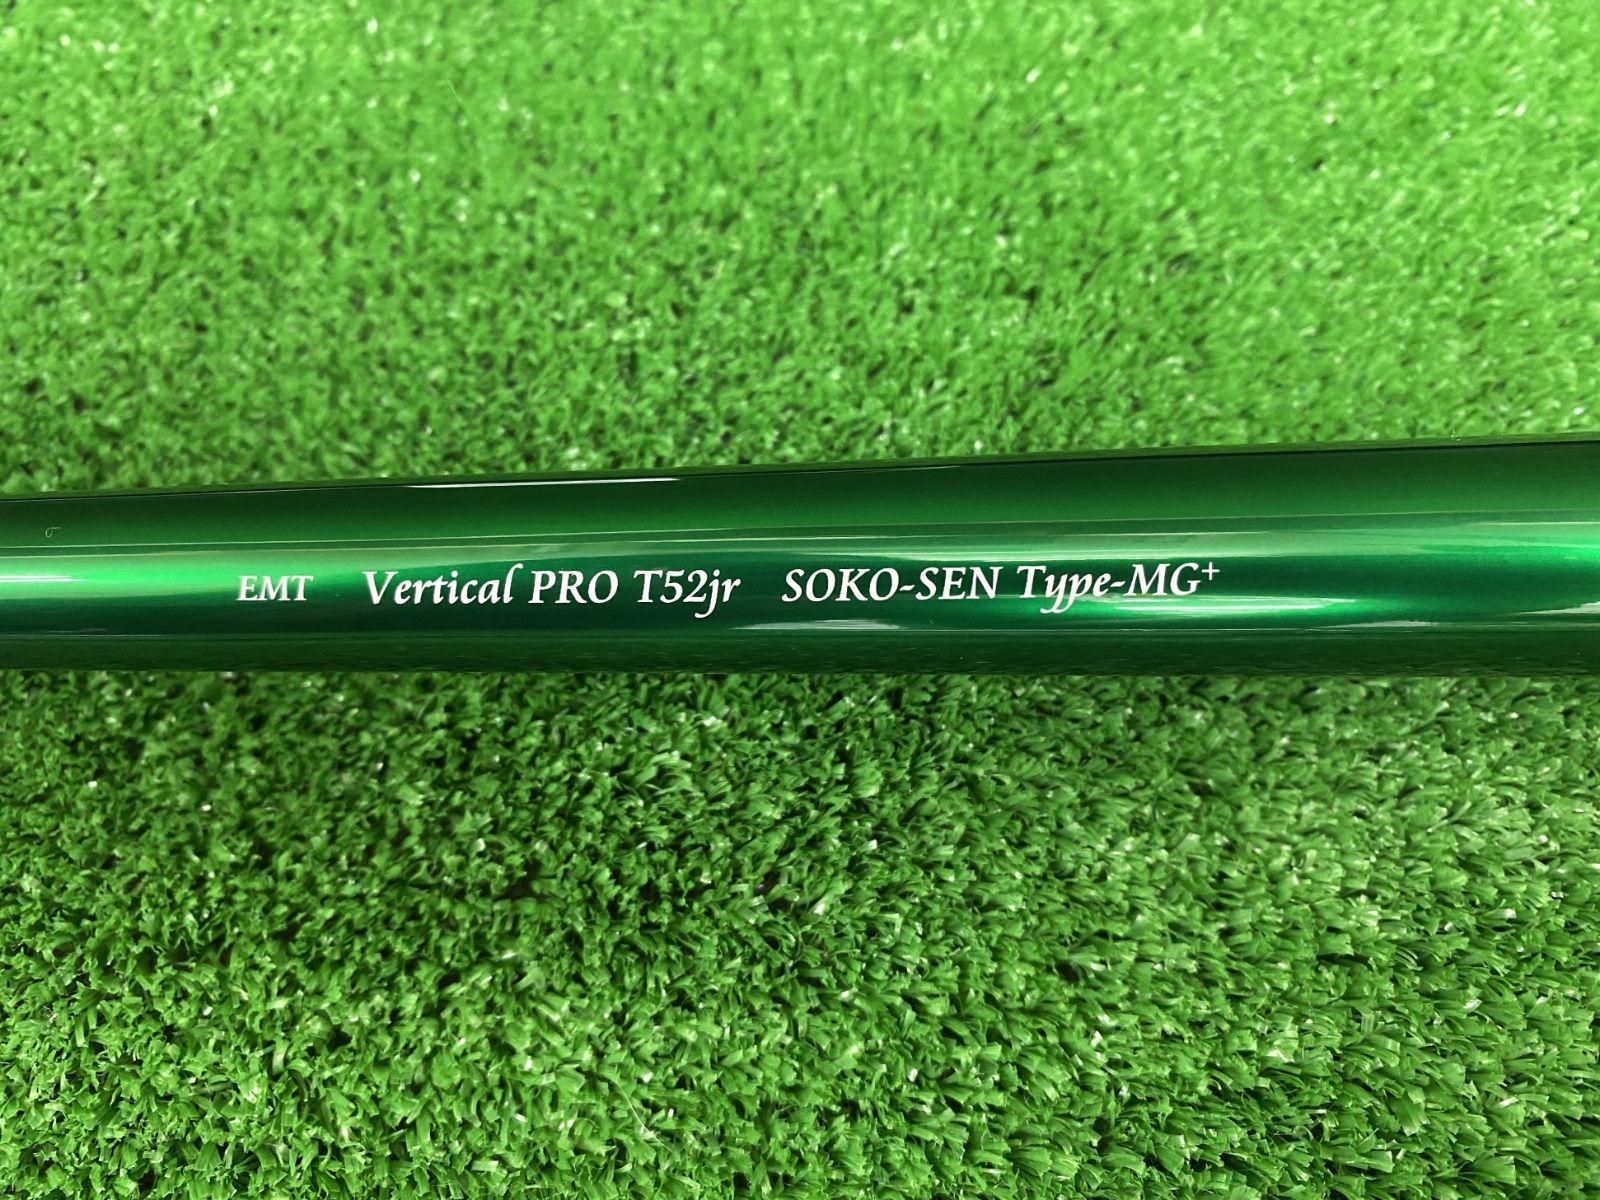 EMT Vertical PRO T52jr SOKO-SEN Type-MG⁺